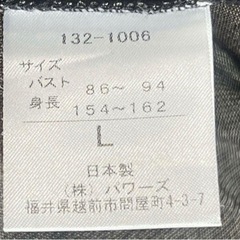 132-1006
サイズ
バスト 86～ 94
身長 154～162
L
日本製
(株) パワーズ
福井県越前市問屋町4-3-7